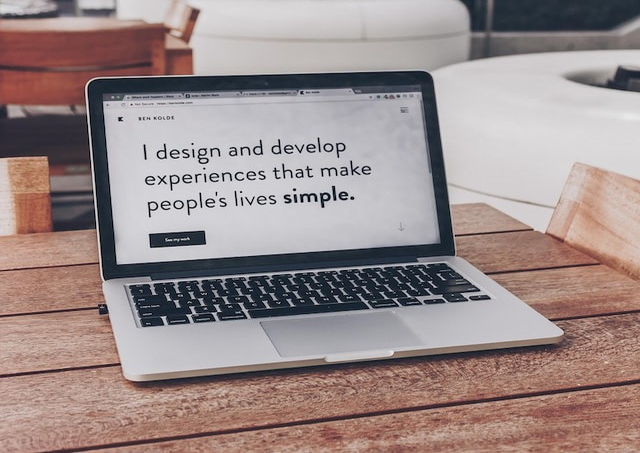 BEN KOLDE
I design and develop
experiences that make
people's lives simple.
See my work